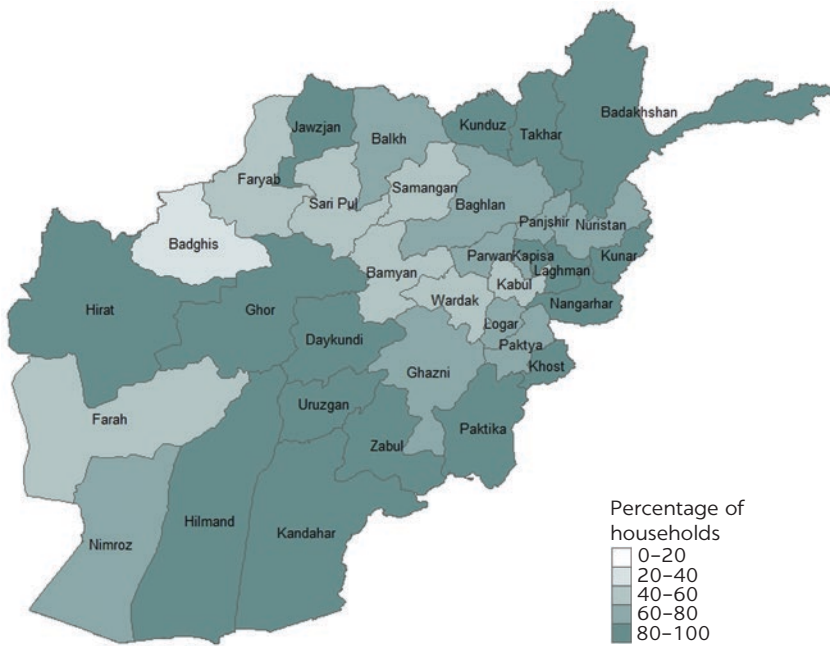 Badakhshan
Jawzjan
Kunduz
Takhar
Balkh
Faryab
Samangan
Sari Pul
Baghlan
Panjshir
Nuristan
Badghis
Parwan
Kapisa
Kunar
Laghman
Bamyan
Kabul
Wardak
Nangarhar
Hirat
Ghor
Logar
Daykundi
Paktya
Khost
Ghazni
Uruzgan
Farah
Paktika
Zabul
Hilmand
Kandahar
Nimroz
Percentage of
households
0–20
20–40
40–60
60–80
80–100